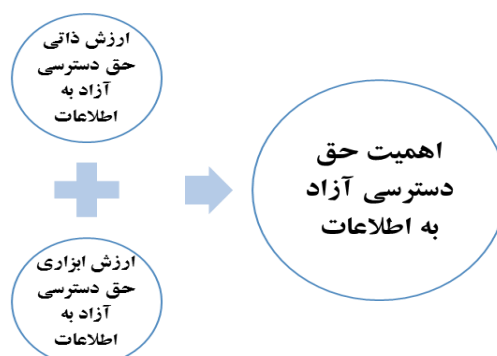 ارزش ذاتی
حق دسترسی
آزاد به
اطلاعات
ارزش ابزاری
حق دسترسی
آزاد به
اطلاعات
اهمیت حق
دسترسی آزاد
به اطلاعات